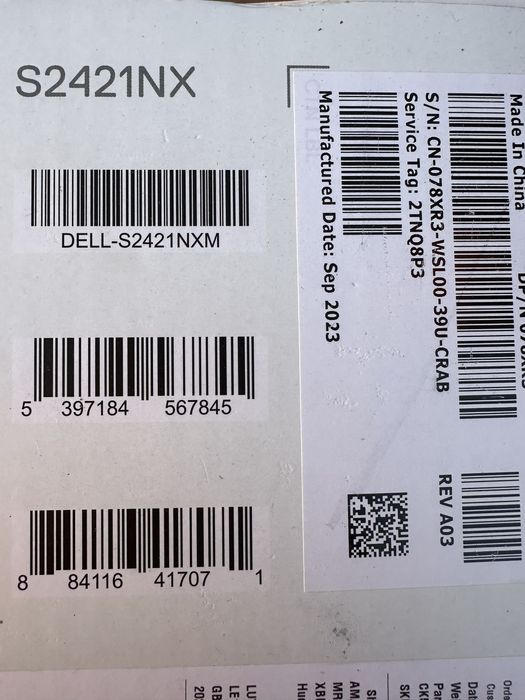 S2421NX
DELL-S2421NXM
5 397184 567845
8 84116 41707 1
Made In China
S/N: CN-078XR3-WSL00-39U-CRAB
Service Tag: 2TNQ8P3
Manufactured Date: Sep 2023
REV A03